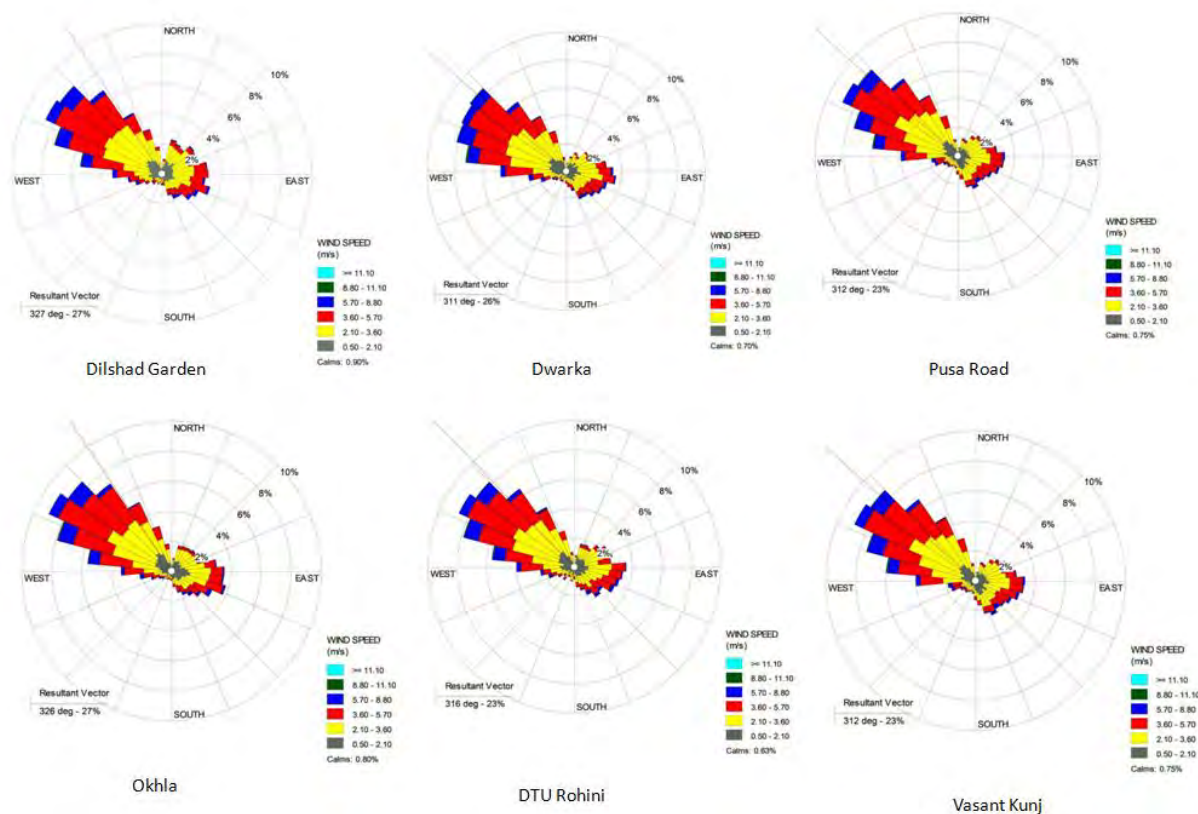 NORTH
10%
8%
6%
4%
2%
WEST
EAST
SOUTH
WIND SPEED
(m/s)
>= 11.10
8.80 - 11.10
5.70 - 8.80
3.60 - 5.70
2.10 - 3.60
0.50 - 2.10
Calms: 0.90%
Resultant Vector
327 deg - 27%
Dilshad Garden
NORTH
10%
8%
6%
4%
2%
WEST
EAST
SOUTH
WIND SPEED
(m/s)
>= 11.10
8.80 - 11.10
5.70 - 8.80
3.60 - 5.70
2.10 - 3.60
0.50 - 2.10
Calms: 0.70%
Resultant Vector
311 deg - 26%
Dwarka
NORTH
10%
8%
6%
4%
2%
WEST
EAST
SOUTH
WIND SPEED
(m/s)
>= 11.10
8.80 - 11.10
5.70 - 8.80
3.60 - 5.70
2.10 - 3.60
0.50 - 2.10
Calms: 0.75%
Resultant Vector
312 deg - 23%
Pusa Road
NORTH
10%
8%
6%
4%
2%
WEST
EAST
SOUTH
WIND SPEED
(m/s)
>= 11.10
8.80 - 11.10
5.70 - 8.80
3.60 - 5.70
2.10 - 3.60
0.50 - 2.10
Calms: 0.80%
Resultant Vector
326 deg - 27%
Okhla
NORTH
10%
8%
6%
4%
2%
WEST
EAST
SOUTH
WIND SPEED
(m/s)
>= 11.10
8.80 - 11.10
5.70 - 8.80
3.60 - 5.70
2.10 - 3.60
0.50 - 2.10
Calms: 0.63%
Resultant Vector
316 deg - 23%
DTU Rohini
NORTH
10%
8%
6%
4%
2%
WEST
EAST
SOUTH
WIND SPEED
(m/s)
>= 11.10
8.80 - 11.10
5.70 - 8.80
3.60 - 5.70
2.10 - 3.60
0.50 - 2.10
Calms: 0.75%
Resultant Vector
312 deg - 23%
Vasant Kunj